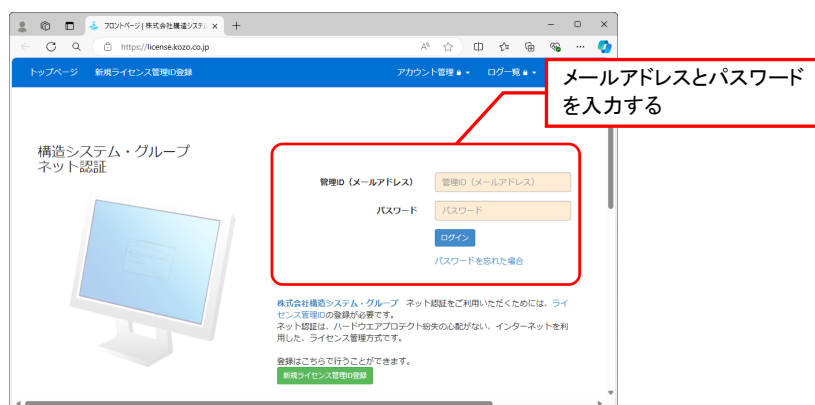 フロントページ | 株式会社構造システム
https://license.kozo.co.jp
トップページ 新規ライセンス管理ID登録 アカウント管理 ログ一覧
メールアドレスとパスワード
を入力する
構造システム・グループ
ネット認証
管理ID（メールアドレス） 管理ID（メールアドレス）
パスワード パスワード
ログイン
パスワードを忘れた場合
株式会社構造システム・グループ ネット認証をご利用いただくためには、ライ
センス管理IDの登録が必要です。
ネット認証は、ハードウエアプロテクト紛失の心配がない、インターネットを利
用した、ライセンス管理方式です。
登録はこちらで行うことができます。
新規ライセンス管理ID登録